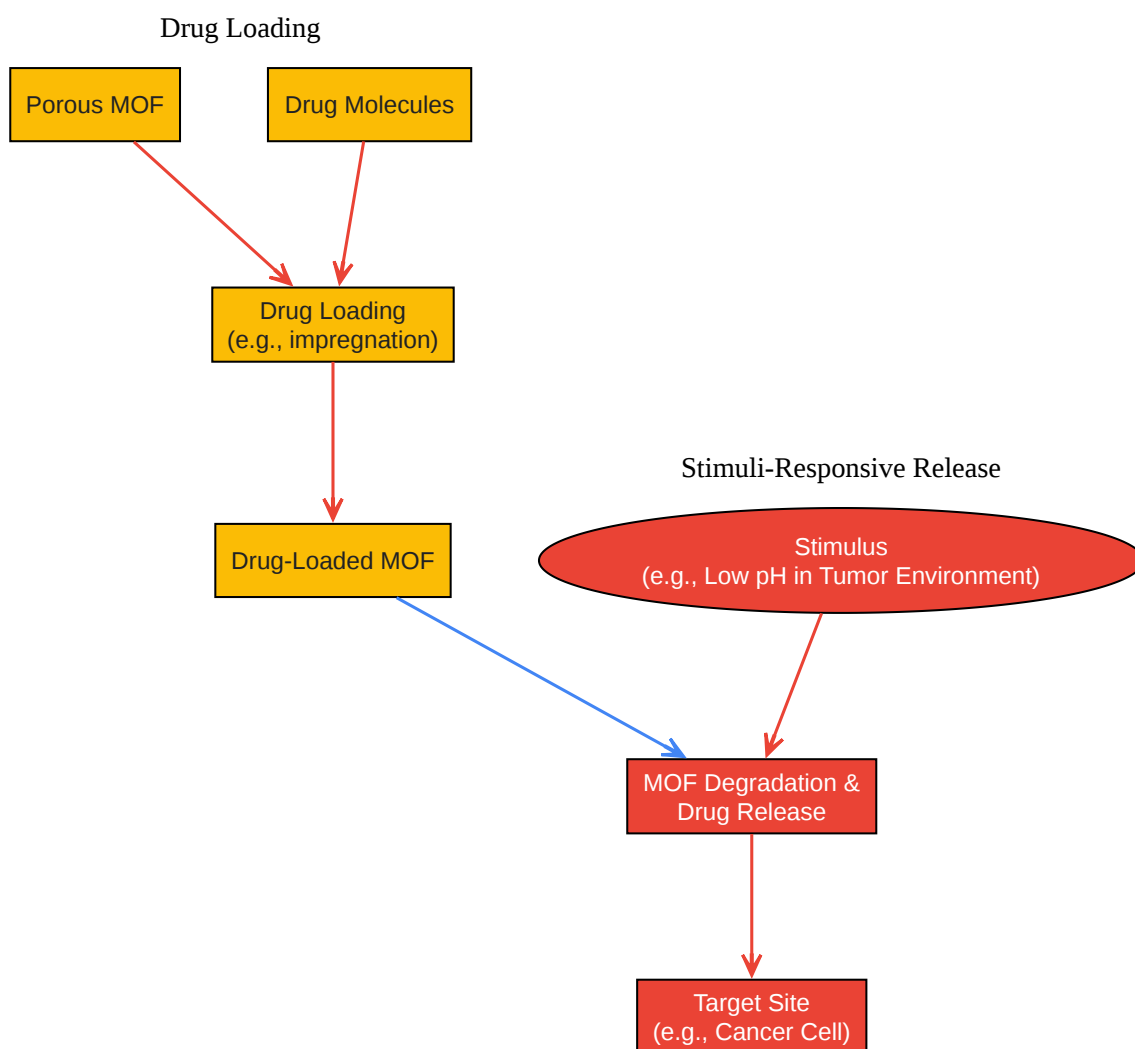 Drug Loading
Porous MOF
Drug Molecules
Drug Loading
(e.g., impregnation)
Stimuli-Responsive Release
Drug-Loaded MOF
Stimulus
(e.g., Low pH in Tumor Environment)
MOF Degradation &
Drug Release
Target Site
(e.g., Cancer Cell)